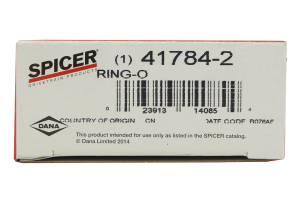 (1) 41784-2
SPICER
DRIVETRAIN PRODUCTS
RING-O
0 23913 14085
DANA
COUNTRY OF ORIGIN CN DATE CODE
This product intended for use only as listed in the SPICER catalog.
© Dana Limited 2014